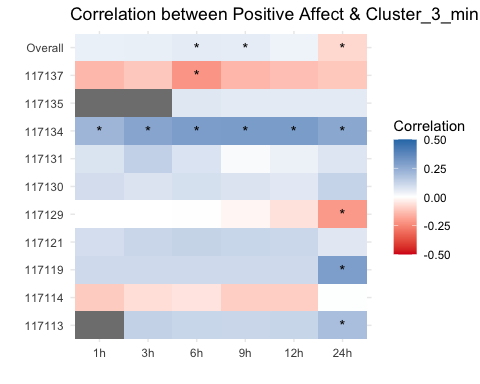 Correlation between Positive Affect & Cluster_3_min
Overall * * *
117137 *
117135
117134 * * * * * *
117131
117130
117129 *
117121
117119 *
117114
117113 *
1h 3h 6h 9h 12h 24h
Correlation
0.50
0.25
0.00
-0.25
-0.50